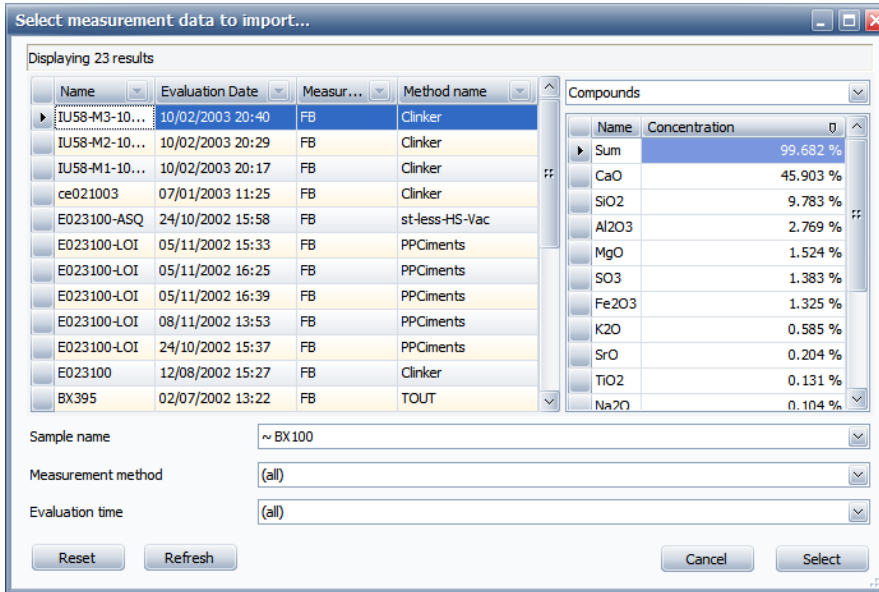 Select measurement data to import...
Displaying 23 results
Name Evaluation Date Measur... Method name
IU58-M3-10... 10/02/2003 20:40 FB Clinker
IU58-M2-10... 10/02/2003 20:29 FB Clinker
IU58-M1-10... 10/02/2003 20:17 FB Clinker
ce021003 07/01/2003 11:25 FB Clinker
E023100-ASQ 24/10/2002 15:58 FB st-less-HS-Vac
E023100-LOI 05/11/2002 15:33 FB PPCiments
E023100-LOI 05/11/2002 16:25 FB PPCiments
E023100-LOI 05/11/2002 16:39 FB PPCiments
E023100-LOI 08/11/2002 13:53 FB PPCiments
E023100-LOI 24/10/2002 15:37 FB PPCiments
E023100 12/08/2002 15:27 FB Clinker
BX395 02/07/2002 13:22 FB TOUT
Compounds
Name Concentration
Sum 99.682 %
CaO 45.903 %
SiO2 9.783 %
Al2O3 2.769 %
MgO 1.524 %
SO3 1.383 %
Fe2O3 1.325 %
K2O 0.585 %
SrO 0.204 %
TiO2 0.131 %
Na2O 0.104 %
Sample name ~ BX100
Measurement method (all)
Evaluation time (all)
Reset Refresh Cancel Select